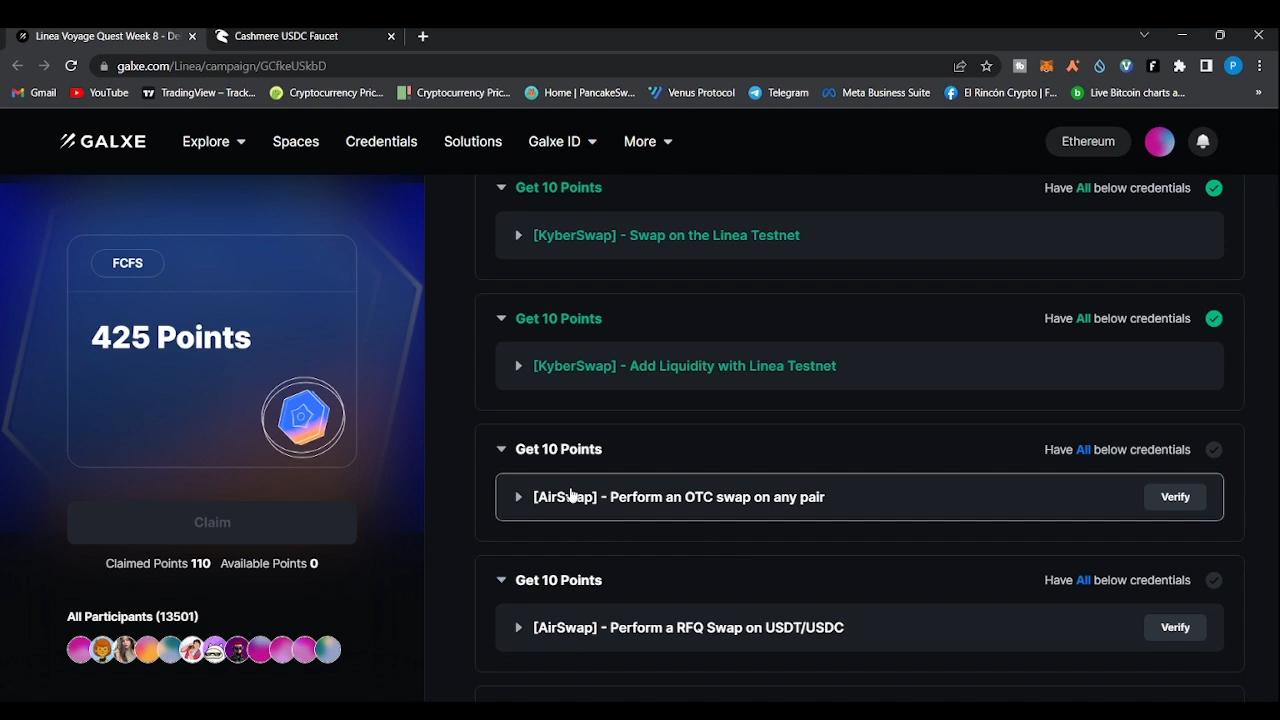 Linea Voyage Quest Week 8 - De
Cashmere USDC Faucet
galxe.com/Linea/campaign/GCfkeUSkbD
Gmail
YouTube
TradingView – Track...
Cryptocurrency Pric...
Cryptocurrency Pric...
Home | PancakeSw...
Venus Protocol
Telegram
Meta Business Suite
El Rincón Crypto | F...
Live Bitcoin charts a...
»
GALXE
Explore
Spaces
Credentials
Solutions
Galxe ID
More
Ethereum
FCFS
425 Points
Claim
Claimed Points 110 Available Points 0
All Participants (13501)
Get 10 Points
Have All below credentials
[KyberSwap] - Swap on the Linea Testnet
Get 10 Points
Have All below credentials
[KyberSwap] - Add Liquidity with Linea Testnet
Get 10 Points
Have All below credentials
[AirSwap] - Perform an OTC swap on any pair
Verify
Get 10 Points
Have All below credentials
[AirSwap] - Perform a RFQ Swap on USDT/USDC
Verify